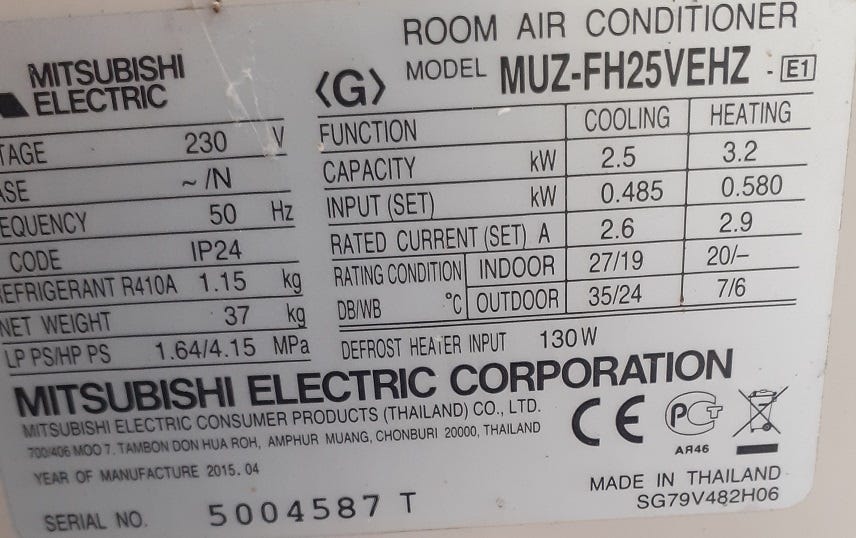 ROOM AIR CONDITIONER
MITSUBISHI
ELECTRIC
<G> MODEL MUZ-FH25VEHZ - E1
TAGE 230 V
ASE ~/N
EQUENCY 50 Hz
CODE IP24
EFRIGERANT R410A 1.15 kg
NET WEIGHT 37 kg
LP PS/HP PS 1.64/4.15 MPa
FUNCTION COOLING HEATING
CAPACITY kW 2.5 3.2
INPUT (SET) kW 0.485 0.580
RATED CURRENT (SET) A 2.6 2.9
RATING CONDITION INDOOR 27/19 20/–
DB/WB °C OUTDOOR 35/24 7/6
DEFROST HEATER INPUT 130 W
MITSUBISHI ELECTRIC CORPORATION
MITSUBISHI ELECTRIC CONSUMER PRODUCTS (THAILAND) CO., LTD.
700/406 MOO 7, TAMBON DON HUA ROH, AMPHUR MUANG, CHONBURI 20000, THAILAND
YEAR OF MANUFACTURE 2015. 04
SERIAL NO. 5004587 T
CE РСТ
АЯ46
MADE IN THAILAND
SG79V482H06